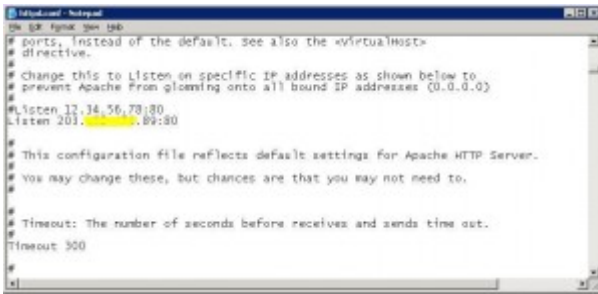 httpd.conf - Notepad
File Edit Format View Help
# ports, instead of the default. See also the <VirtualHost>
# directive.
#
# Change this to Listen on specific IP addresses as shown below to
# prevent Apache from glomming onto all bound IP addresses (0.0.0.0)
#
#Listen 12.34.56.78:80
Listen 203. .89:80
#
# This configuration file reflects default settings for Apache HTTP Server.
#
# You may change these, but chances are that you may not need to.
#
#
# Timeout: The number of seconds before receives and sends time out.
#
Timeout 300
#